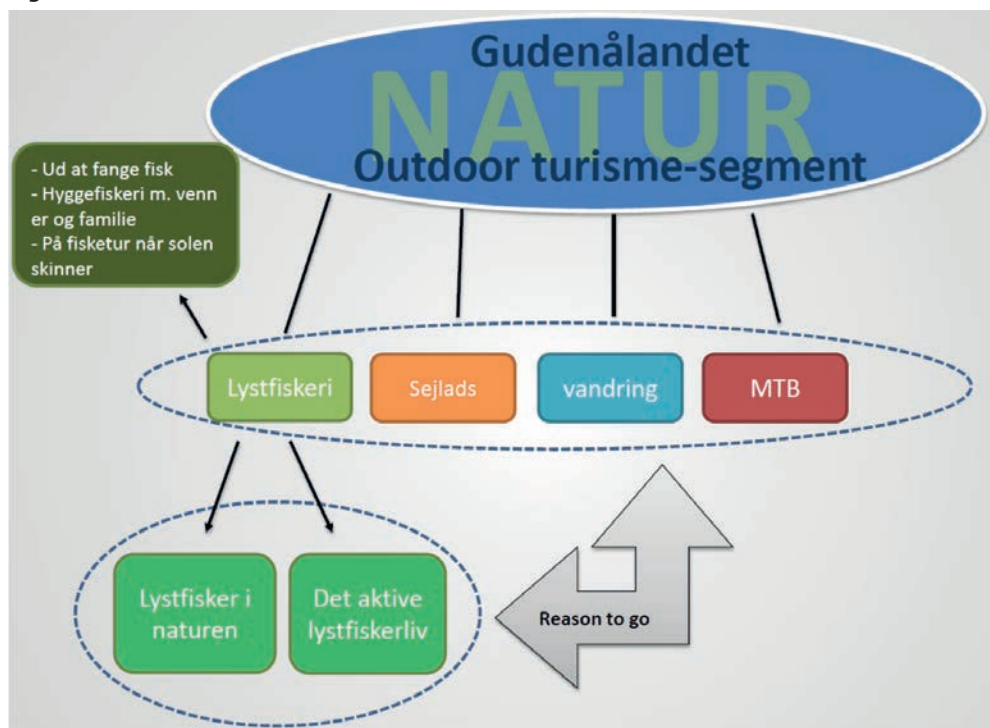 Gudenålandet
NATUR
Outdoor turisme-segment
- Ud at fange fisk
- Hyggefiskeri m. venn
er og familie
- På fisketur når solen
skinner
Lystfiskeri
Sejlads
vandring
MTB
Lystfisker i
naturen
Det aktive
lystfiskerliv
Reason to go